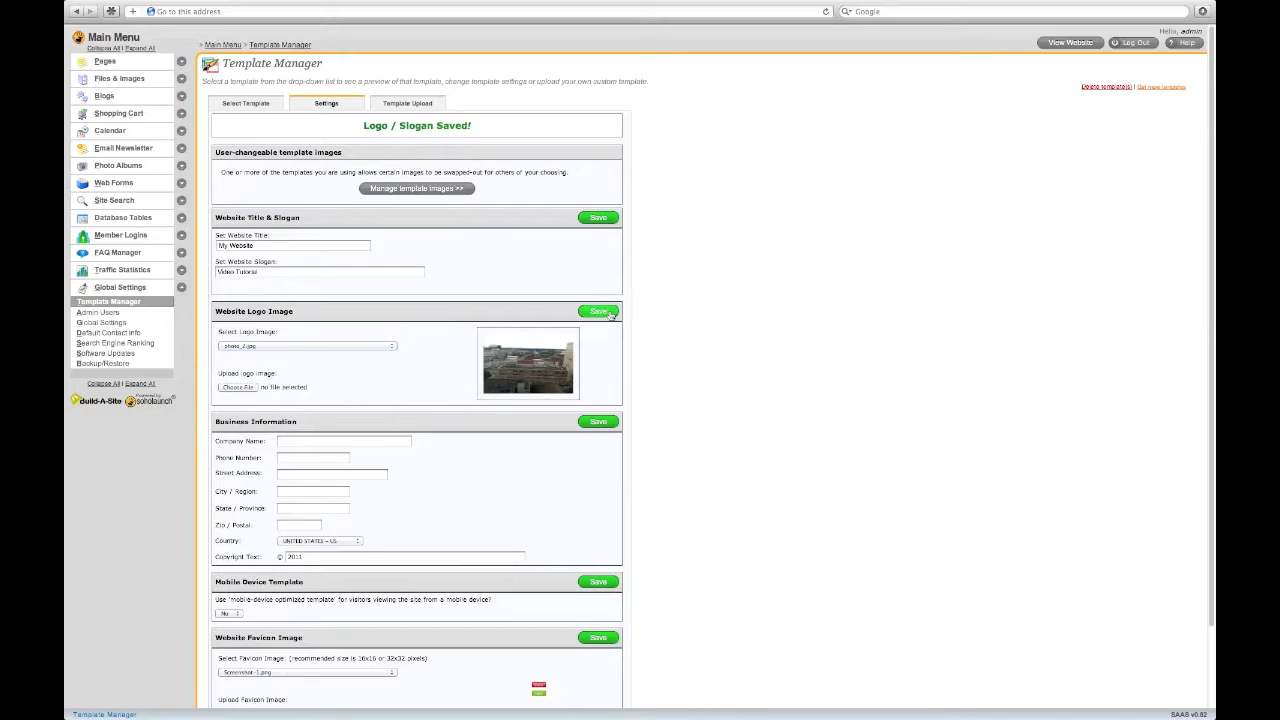 Go to this address
Google
Main Menu
Collapse All | Expand All
Pages
Files & Images
Blogs
Shopping Cart
Calendar
Email Newsletter
Photo Albums
Web Forms
Site Search
Database Tables
Member Logins
FAQ Manager
Traffic Statistics
Global Settings
Template Manager
Admin Users
Global Settings
Default Contact Info
Search Engine Ranking
Software Updates
Backup/Restore
Collapse All | Expand All
Build-A-Site Powered by soholaunch
> Main Menu > Template Manager
Hello, admin
View Website Log Out ? Help
Template Manager
Select a template from the drop-down list to see a preview of that template, change template settings or upload your own custom template.
Delete template(s) | Get more templates
Select Template Settings Template Upload
Logo / Slogan Saved!
User-changeable template images
One or more of the templates you are using allows certain images to be swapped-out for others of your choosing.
Manage template images >>
Website Title & Slogan Save
Set Website Title:
My Website
Set Website Slogan:
Video Tutorial
Website Logo Image Save
Select Logo Image:
photo_2.jpg
Upload logo image:
Choose File no file selected
Business Information Save
Company Name:
Phone Number:
Street Address:
City / Region:
State / Province:
Zip / Postal:
Country: UNITED STATES - US
Copyright Text: © 2011
Mobile Device Template Save
Use 'mobile-device optimized template' for visitors viewing the site from a mobile device?
No
Website Favicon Image Save
Select Favicon Image: (recommended size is 16x16 or 32x32 pixels)
Screenshot-1.png
Upload Favicon Image:
Template Manager
SAAS v0.82